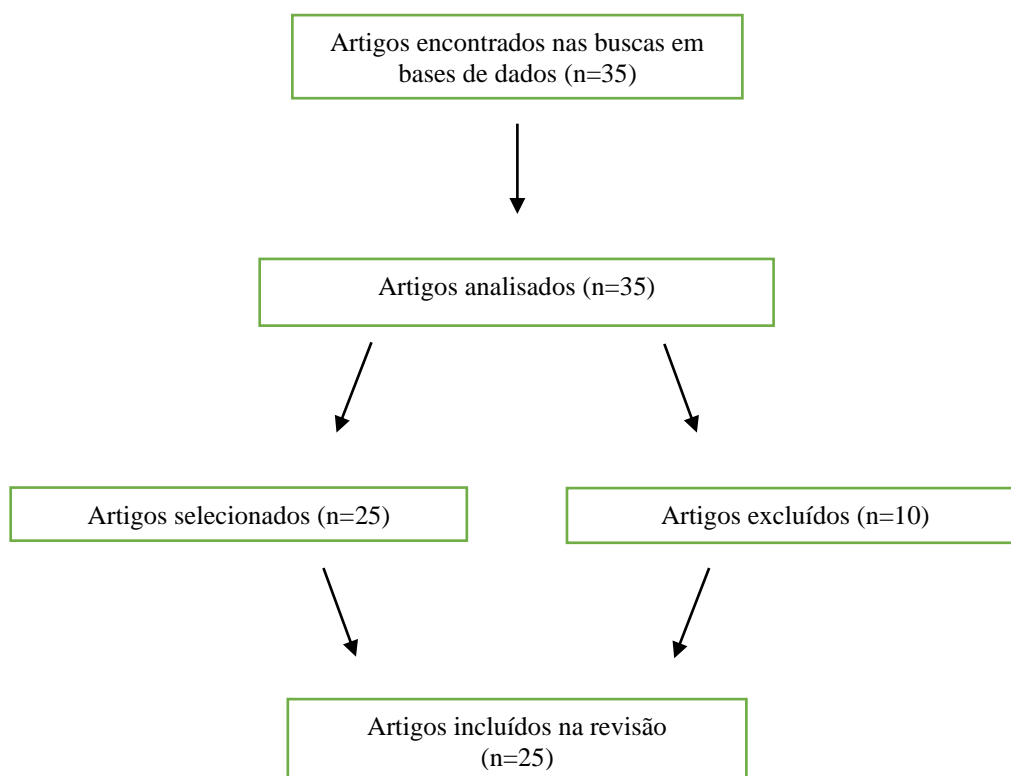 Artigos encontrados nas buscas em
bases de dados (n=35)
Artigos analisados (n=35)
Artigos selecionados (n=25)
Artigos excluídos (n=10)
Artigos incluídos na revisão
(n=25)